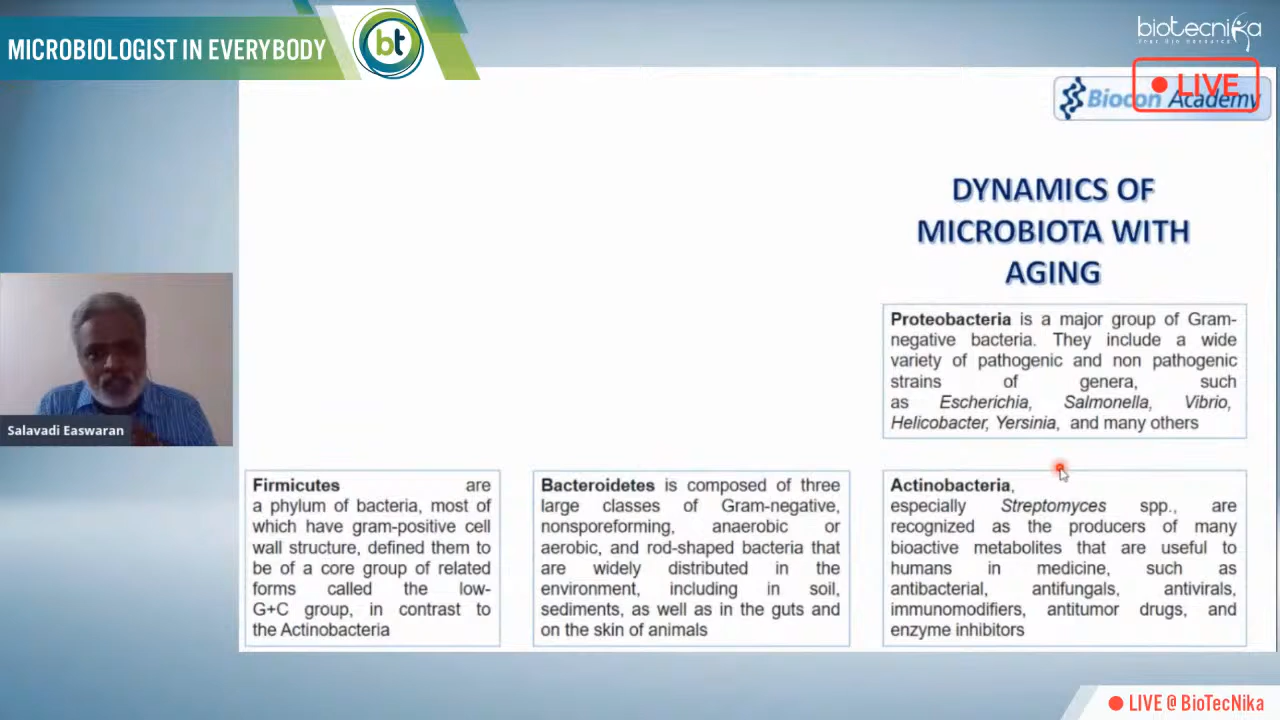 MICROBIOLOGIST IN EVERYBODY
bt
biotecnika
LIVE
Biocon Academy
DYNAMICS OF
MICROBIOTA WITH
AGING
Proteobacteria is a major group of Gram-
negative bacteria. They include a wide
variety of pathogenic and non pathogenic
strains of genera, such
as Escherichia, Salmonella, Vibrio,
Helicobacter, Yersinia, and many others
Salavadi Easwaran
Firmicutes are
a phylum of bacteria, most of
which have gram-positive cell
wall structure, defined them to
be of a core group of related
forms called the low-
G+C group, in contrast to
the Actinobacteria
Bacteroidetes is composed of three
large classes of Gram-negative,
nonsporeforming, anaerobic or
aerobic, and rod-shaped bacteria that
are widely distributed in the
environment, including in soil,
sediments, as well as in the guts and
on the skin of animals
Actinobacteria,
especially Streptomyces spp., are
recognized as the producers of many
bioactive metabolites that are useful to
humans in medicine, such as
antibacterial, antifungals, antivirals,
immunomodifiers, antitumor drugs, and
enzyme inhibitors
LIVE @ BioTecNika